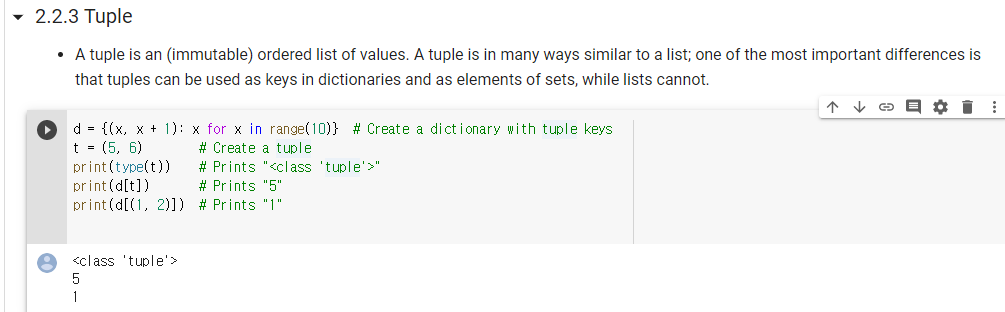 2.2.3 Tuple
• A tuple is an (immutable) ordered list of values. A tuple is in many ways similar to a list; one of the most important differences is
that tuples can be used as keys in dictionaries and as elements of sets, while lists cannot.
d = {(x, x + 1): x for x in range(10)}  # Create a dictionary with tuple keys
t = (5, 6)        # Create a tuple
print(type(t))    # Prints "<class 'tuple'>"
print(d[t])       # Prints "5"
print(d[(1, 2)])  # Prints "1"
<class 'tuple'>
5
1